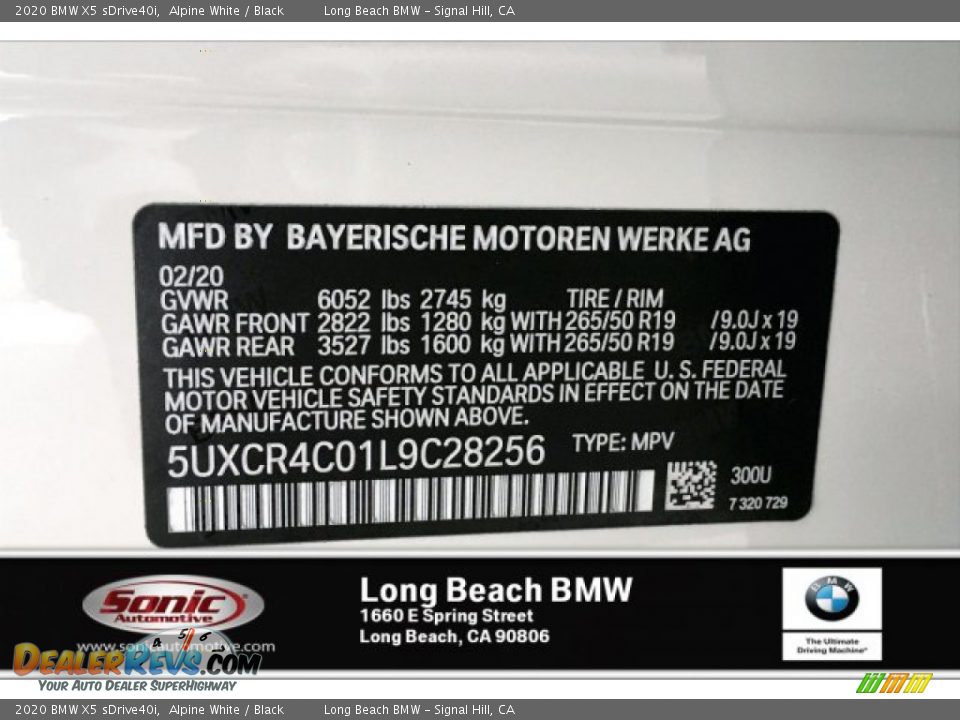 2020 BMW X5 sDrive40i, Alpine White / Black Long Beach BMW - Signal Hill, CA
MFD BY BAYERISCHE MOTOREN WERKE AG
02/20
GVWR 6052 lbs 2745 kg TIRE / RIM
GAWR FRONT 2822 lbs 1280 kg WITH 265/50 R19 /9.0J x 19
GAWR REAR 3527 lbs 1600 kg WITH 265/50 R19 /9.0J x 19
THIS VEHICLE CONFORMS TO ALL APPLICABLE U.S. FEDERAL
MOTOR VEHICLE SAFETY STANDARDS IN EFFECT ON THE DATE
OF MANUFACTURE SHOWN ABOVE.
5UXCR4C01L9C28256 TYPE: MPV
300U
7 320 729
Sonic
Automotive
www.sonicautomotive.com
Long Beach BMW
1660 E Spring Street
Long Beach, CA 90806
BMW
The Ultimate
Driving Machine®
4 5 6
DealerRevs.com
Your Auto Dealer SuperHighway
2020 BMW X5 sDrive40i, Alpine White / Black Long Beach BMW - Signal Hill, CA